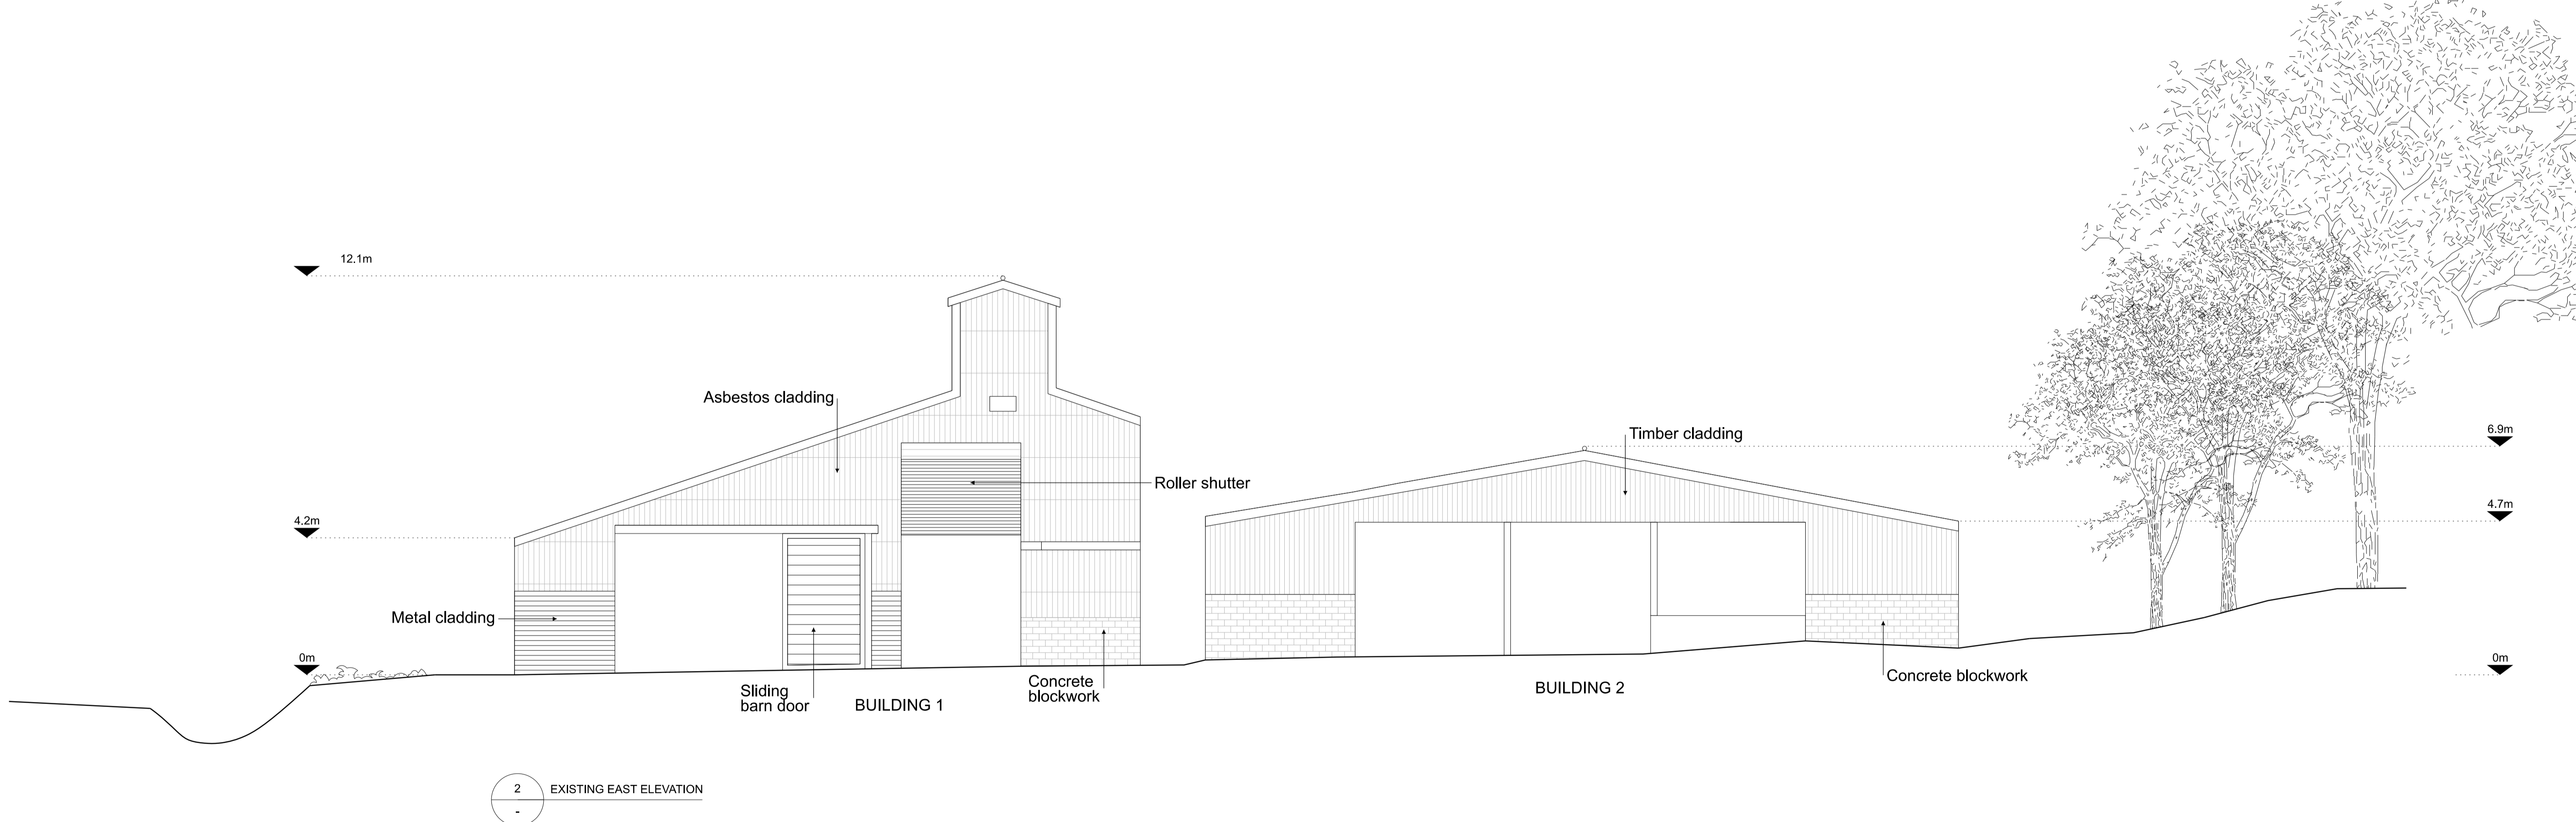 12.1m
Asbestos cladding
Timber cladding
6.9m
Roller shutter
4.7m
4.2m
Metal cladding
0m
0m
Concrete blockwork
Concrete
blockwork
Sliding
barn door
BUILDING 1
BUILDING 2
2
EXISTING EAST ELEVATION
-